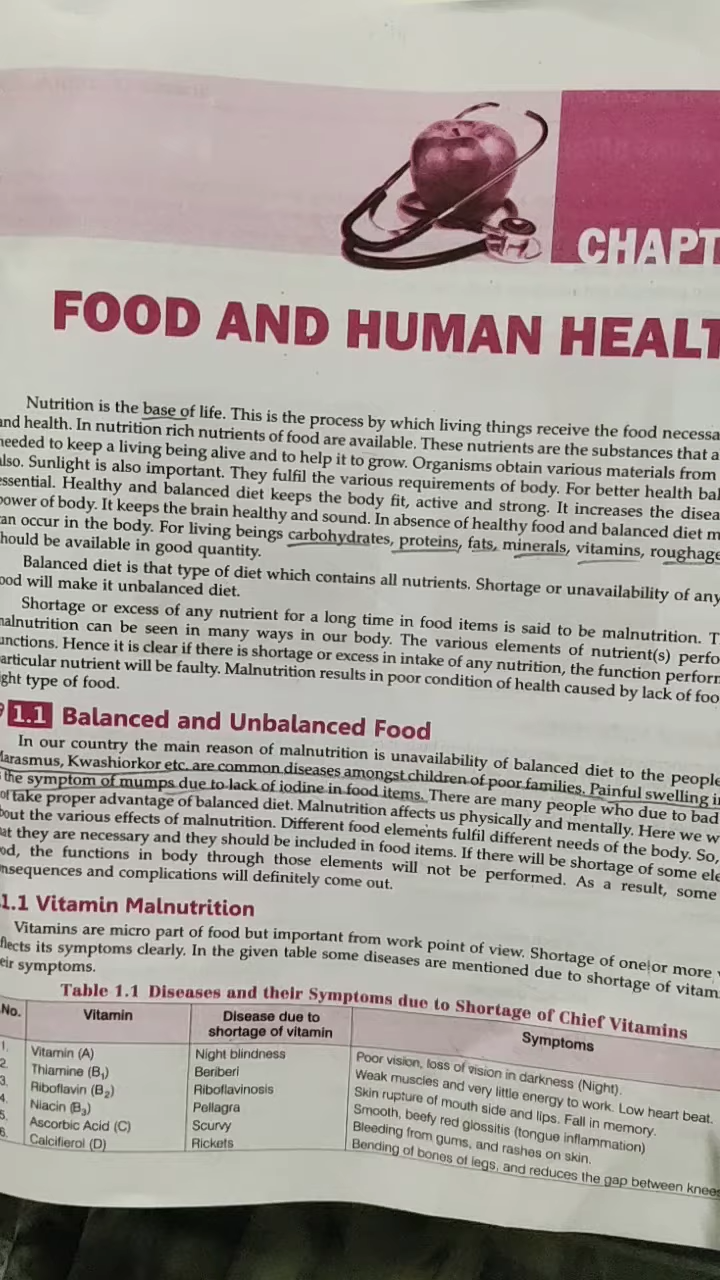 CHAPT
FOOD AND HUMAN HEALT
Nutrition is the base of life. This is the process by which living things receive the food necessa
and health. In nutrition rich nutrients of food are available. These nutrients are the substances that a
needed to keep a living being alive and to help it to grow. Organisms obtain various materials from
also. Sunlight is also important. They fulfil the various requirements of body. For better health bal
essential. Healthy and balanced diet keeps the body fit, active and strong. It increases the disea
power of body. It keeps the brain healthy and sound. In absence of healthy food and balanced diet m
an occur in the body. For living beings carbohydrates, proteins, fats, minerals, vitamins, roughage
hould be available in good quantity.
Balanced diet is that type of diet which contains all nutrients. Shortage or unavailability of any
ood will make it unbalanced diet.
Shortage or excess of any nutrient for a long time in food items is said to be malnutrition. T
nalnutrition can be seen in many ways in our body. The various elements of nutrient(s) perfo
unctions. Hence it is clear if there is shortage or excess in intake of any nutrition, the function perform
articular nutrient will be faulty. Malnutrition results in poor condition of health caused by lack of foo
ght type of food.
1.1 Balanced and Unbalanced Food
In our country the main reason of malnutrition is unavailability of balanced diet to the people
Marasmus, Kwashiorkor etc. are common diseases amongst children of poor families. Painful swelling i
the symptom of mumps due to lack of iodine in food items. There are many people who due to bad
ot take proper advantage of balanced diet. Malnutrition affects us physically and mentally. Here we w
bout the various effects of malnutrition. Different food elements fulfil different needs of the body. So,
at they are necessary and they should be included in food items. If there will be shortage of some ele
od, the functions in body through those elements will not be performed. As a result, some
nsequences and complications will definitely come out.
1.1 Vitamin Malnutrition
Vitamins are micro part of food but important from work point of view. Shortage of one or more
flects its symptoms clearly. In the given table some diseases are mentioned due to shortage of vitam
eir symptoms.
Table 1.1 Diseases and their Symptoms due to Shortage of Chief Vitamins
No. Vitamin Disease due to shortage of vitamin Symptoms
1. Vitamin (A) Night blindness Poor vision, loss of vision in darkness (Night).
2. Thiamine (B₁) Beriberi Weak muscles and very little energy to work. Low heart beat.
3. Riboflavin (B₂) Riboflavinosis Skin rupture of mouth side and lips. Fall in memory.
4. Niacin (B₃) Pellagra Smooth, beefy red glossitis (tongue inflammation)
5. Ascorbic Acid (C) Scurvy Bleeding from gums, and rashes on skin.
6. Calciferol (D) Rickets Bending of bones of legs, and reduces the gap between knees